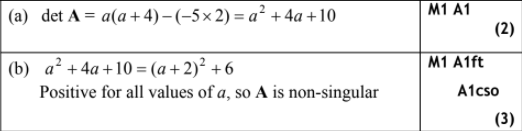 (a) det A = a(a + 4) – (–5 × 2) = a² + 4a + 10 M1 A1
(2)
(b) a² + 4a + 10 = (a + 2)² + 6 M1 A1ft
Positive for all values of a, so A is non-singular A1cso
(3)